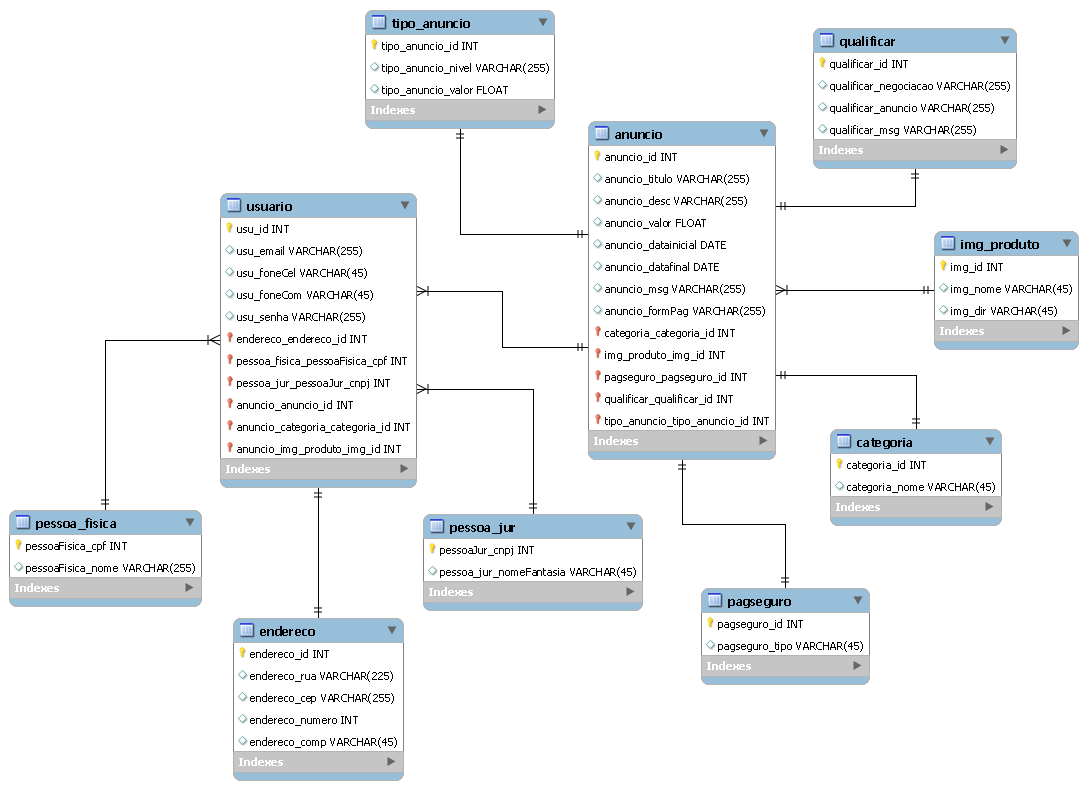 tipo_anuncio
tipo_anuncio_id INT
tipo_anuncio_nivel VARCHAR(255)
tipo_anuncio_valor FLOAT
Indexes
qualificar
qualificar_id INT
qualificar_negociacao VARCHAR(255)
qualificar_anuncio VARCHAR(255)
qualificar_msg VARCHAR(255)
Indexes
anuncio
anuncio_id INT
anuncio_titulo VARCHAR(255)
anuncio_desc VARCHAR(255)
anuncio_valor FLOAT
anuncio_datainicial DATE
anuncio_datafinal DATE
anuncio_msg VARCHAR(255)
anuncio_formPag VARCHAR(255)
categoria_categoria_id INT
img_produto_img_id INT
pagseguro_pagseguro_id INT
qualificar_qualificar_id INT
tipo_anuncio_tipo_anuncio_id INT
Indexes
usuario
usu_id INT
usu_email VARCHAR(255)
usu_foneCel VARCHAR(45)
usu_foneCom VARCHAR(45)
usu_senha VARCHAR(255)
endereco_endereco_id INT
pessoa_fisica_pessoaFisica_cpf INT
pessoa_jur_pessoaJur_cnpj INT
anuncio_anuncio_id INT
anuncio_categoria_categoria_id INT
anuncio_img_produto_img_id INT
Indexes
img_produto
img_id INT
img_nome VARCHAR(45)
img_dir VARCHAR(45)
Indexes
categoria
categoria_id INT
categoria_nome VARCHAR(45)
Indexes
pessoa_fisica
pessoaFisica_cpf INT
pessoaFisica_nome VARCHAR(255)
Indexes
pessoa_jur
pessoaJur_cnpj INT
pessoa_jur_nomeFantasia VARCHAR(45)
Indexes
pagseguro
pagseguro_id INT
pagseguro_tipo VARCHAR(45)
Indexes
endereco
endereco_id INT
endereco_rua VARCHAR(225)
endereco_cep VARCHAR(255)
endereco_numero INT
endereco_comp VARCHAR(45)
Indexes